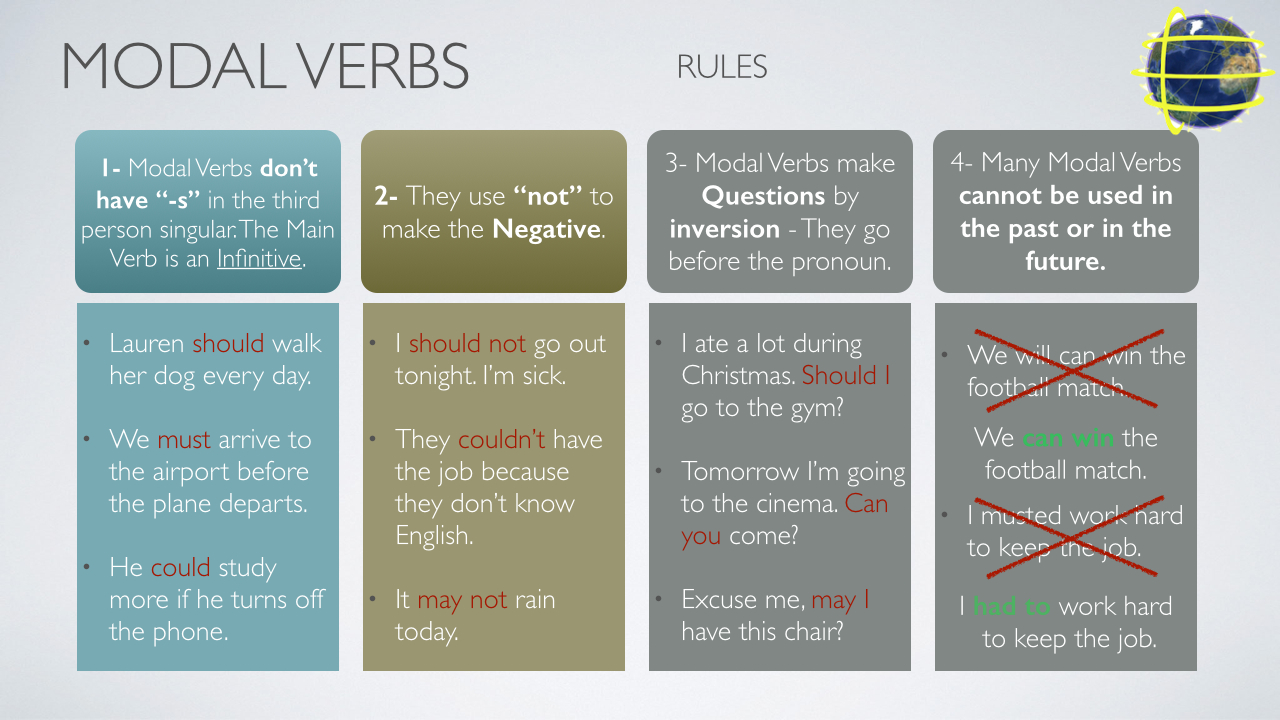 MODAL VERBS
RULES
1- Modal Verbs don’t
have “-s” in the third
person singular. The Main
Verb is an Infinitive.
2- They use “not” to
make the Negative.
3- Modal Verbs make
Questions by
inversion - They go
before the pronoun.
4- Many Modal Verbs
cannot be used in
the past or in the
future.
• Lauren should walk
her dog every day.
• We must arrive to
the airport before
the plane departs.
• He could study
more if he turns off
the phone.
• I should not go out
tonight. I’m sick.
• They couldn’t have
the job because
they don’t know
English.
• It may not rain
today.
• I ate a lot during
Christmas. Should I
go to the gym?
• Tomorrow I’m going
to the cinema. Can
you come?
• Excuse me, may I
have this chair?
• We will can win the
football match.
We can win the
football match.
• I musted work hard
to keep the job.
I had to work hard
to keep the job.